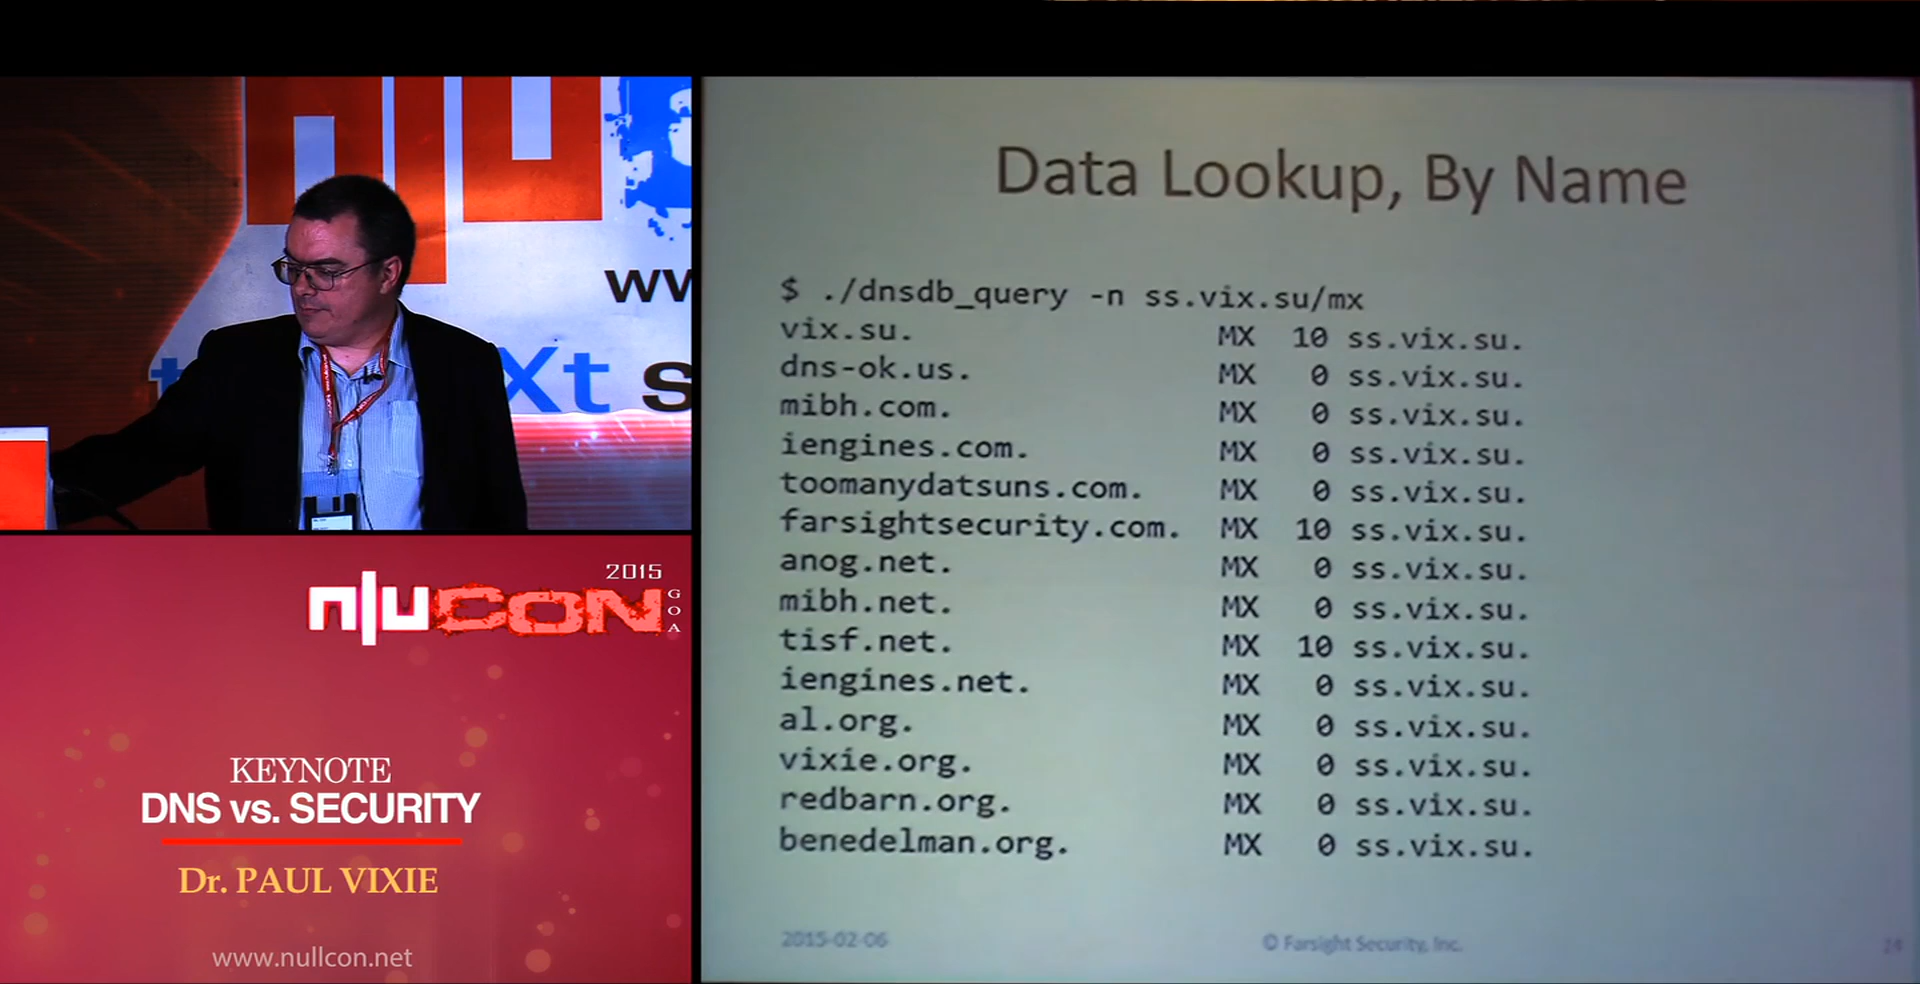 ww
Xt s
2015
n|uCON
GOA
KEYNOTE
DNS vs. SECURITY
Dr. PAUL VIXIE
www.nullcon.net
Data Lookup, By Name
$ ./dnsdb_query -n ss.vix.su/mx
vix.su. MX 10 ss.vix.su.
dns-ok.us. MX 0 ss.vix.su.
mibh.com. MX 0 ss.vix.su.
iengines.com. MX 0 ss.vix.su.
toomanydatsuns.com. MX 0 ss.vix.su.
farsightsecurity.com. MX 10 ss.vix.su.
anog.net. MX 0 ss.vix.su.
mibh.net. MX 0 ss.vix.su.
tisf.net. MX 10 ss.vix.su.
iengines.net. MX 0 ss.vix.su.
al.org. MX 0 ss.vix.su.
vixie.org. MX 0 ss.vix.su.
redbarn.org. MX 0 ss.vix.su.
benedelman.org. MX 0 ss.vix.su.
2015-02-06
© Farsight Security, Inc.
24